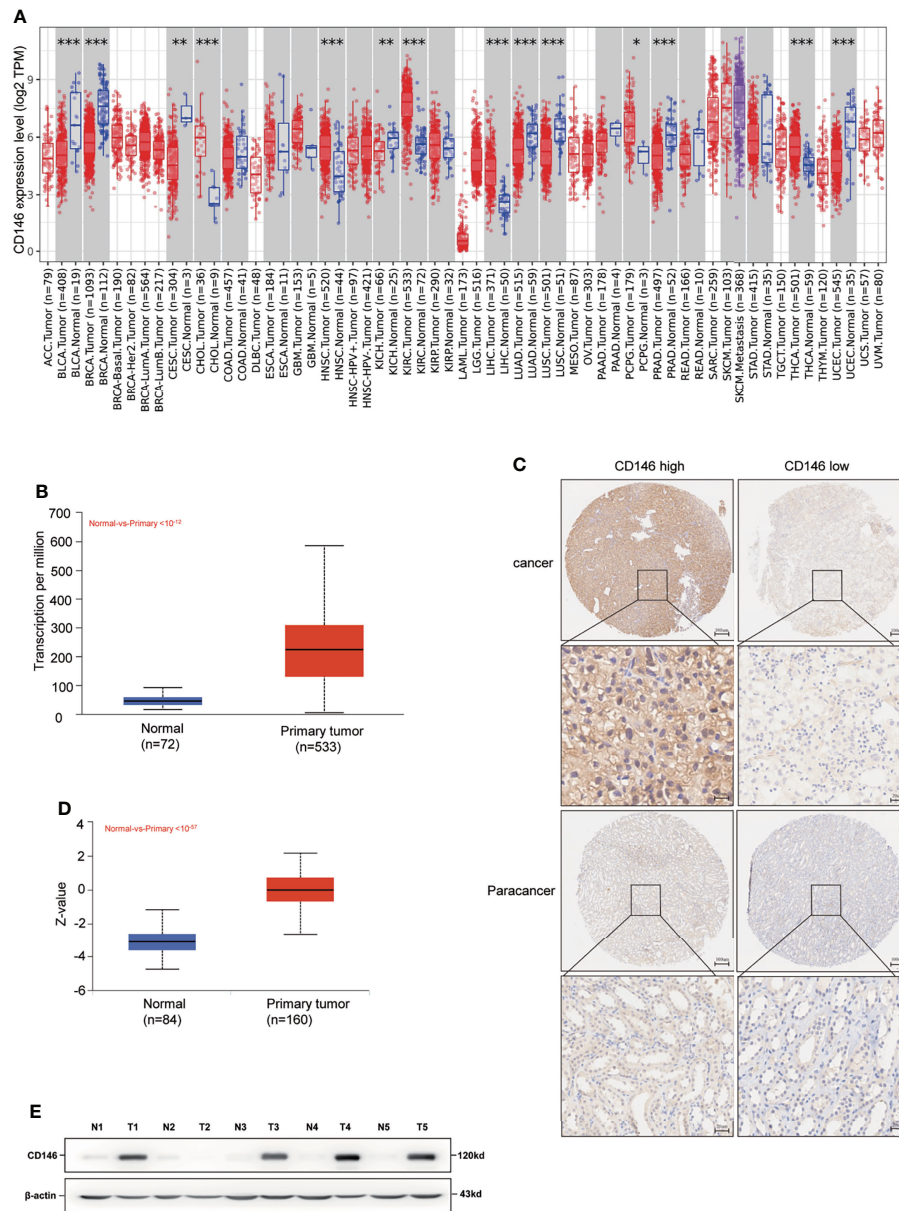 A
CD146 expression level (log2 TPM)
9
6
3
0
*** *** ** *** *** ** *** *** *** *** * *** *** ***
ACC.Tumor (n=79)
BLCA.Tumor (n=408)
BLCA.Normal (n=19)
BRCA.Tumor (n=1093)
BRCA.Normal (n=112)
BRCA-Basal.Tumor (n=190)
BRCA-Her2.Tumor (n=82)
BRCA-LumA.Tumor (n=564)
BRCA-LumB.Tumor (n=217)
CESC.Tumor (n=304)
CESC.Normal (n=3)
CHOL.Tumor (n=36)
CHOL.Normal (n=9)
COAD.Tumor (n=457)
COAD.Normal (n=41)
DLBC.Tumor (n=48)
ESCA.Tumor (n=184)
ESCA.Normal (n=11)
GBM.Tumor (n=153)
GBM.Normal (n=5)
HNSC.Tumor (n=520)
HNSC.Normal (n=44)
HNSC-HPV+.Tumor (n=97)
HNSC-HPV-.Tumor (n=421)
KICH.Tumor (n=66)
KICH.Normal (n=25)
KIRC.Tumor (n=533)
KIRC.Normal (n=72)
KIRP.Tumor (n=290)
KIRP.Normal (n=32)
LAML.Tumor (n=173)
LGG.Tumor (n=516)
LIHC.Tumor (n=371)
LIHC.Normal (n=50)
LUAD.Tumor (n=515)
LUAD.Normal (n=59)
LUSC.Tumor (n=501)
LUSC.Normal (n=51)
MESO.Tumor (n=87)
OV.Tumor (n=303)
PAAD.Tumor (n=178)
PAAD.Normal (n=4)
PCPG.Tumor (n=179)
PCPG.Normal (n=3)
PRAD.Tumor (n=497)
PRAD.Normal (n=52)
READ.Tumor (n=166)
READ.Normal (n=10)
SARC.Tumor (n=259)
SKCM.Tumor (n=103)
SKCM.Metastasis (n=368)
STAD.Tumor (n=415)
STAD.Normal (n=35)
TGCT.Tumor (n=150)
THCA.Tumor (n=501)
THCA.Normal (n=59)
THYM.Tumor (n=120)
UCEC.Tumor (n=545)
UCEC.Normal (n=35)
UCS.Tumor (n=57)
UVM.Tumor (n=80)
B
Transcription per million
700
600
500
400
300
200
100
0
Normal-vs-Primary <10-12
Normal
(n=72)
Primary tumor
(n=533)
C
CD146 high
CD146 low
cancer
Paracancer
D
Z-value
4
2
0
-2
-4
-6
Normal-vs-Primary <10-57
Normal
(n=84)
Primary tumor
(n=160)
E
N1 T1 N2 T2 N3 T3 N4 T4 N5 T5
CD146
120kd
β-actin
43kd